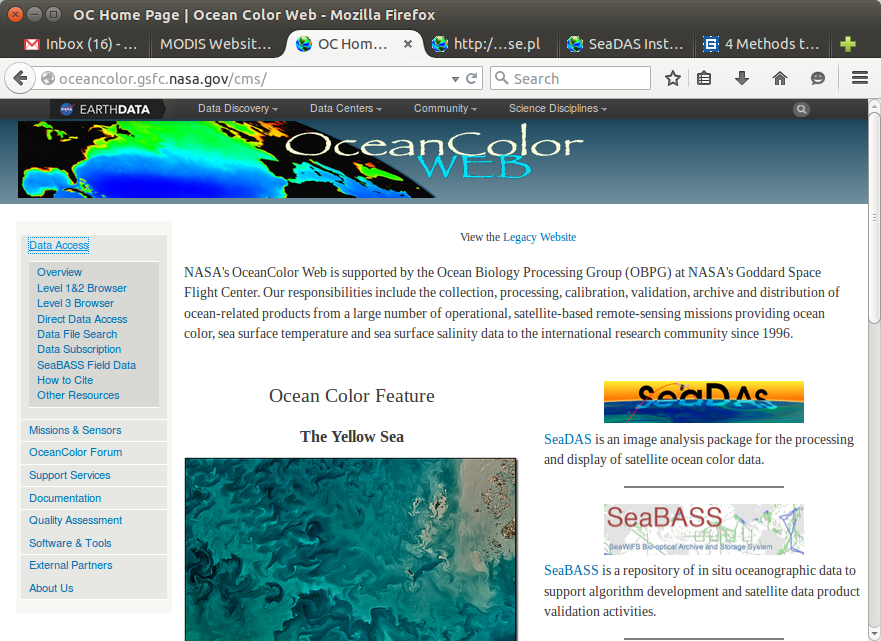 OC Home Page | Ocean Color Web - Mozilla Firefox
Inbox (16) - ...
MODIS Websit...
OC Hom...
http:/...se.pl
SeaDAS Inst...
4 Methods t...
oceancolor.gsfc.nasa.gov/cms/
Search
EARTHDATA
Data Discovery
Data Centers
Community
Science Disciplines
OceanColor
WEB
Data Access
Overview
Level 1&2 Browser
Level 3 Browser
Direct Data Access
Data File Search
Data Subscription
SeaBASS Field Data
How to Cite
Other Resources
Missions & Sensors
OceanColor Forum
Support Services
Documentation
Quality Assessment
Software & Tools
External Partners
About Us
View the Legacy Website
NASA's OceanColor Web is supported by the Ocean Biology Processing Group (OBPG) at NASA's Goddard Space
Flight Center. Our responsibilities include the collection, processing, calibration, validation, archive and distribution of
ocean-related products from a large number of operational, satellite-based remote-sensing missions providing ocean
color, sea surface temperature and sea surface salinity data to the international research community since 1996.
Ocean Color Feature
The Yellow Sea
SeaDAS
SeaDAS is an image analysis package for the processing
and display of satellite ocean color data.
SeaBASS
SeaWiFS Bio-optical Archive and Storage System
SeaBASS is a repository of in situ oceanographic data to
support algorithm development and satellite data product
validation activities.